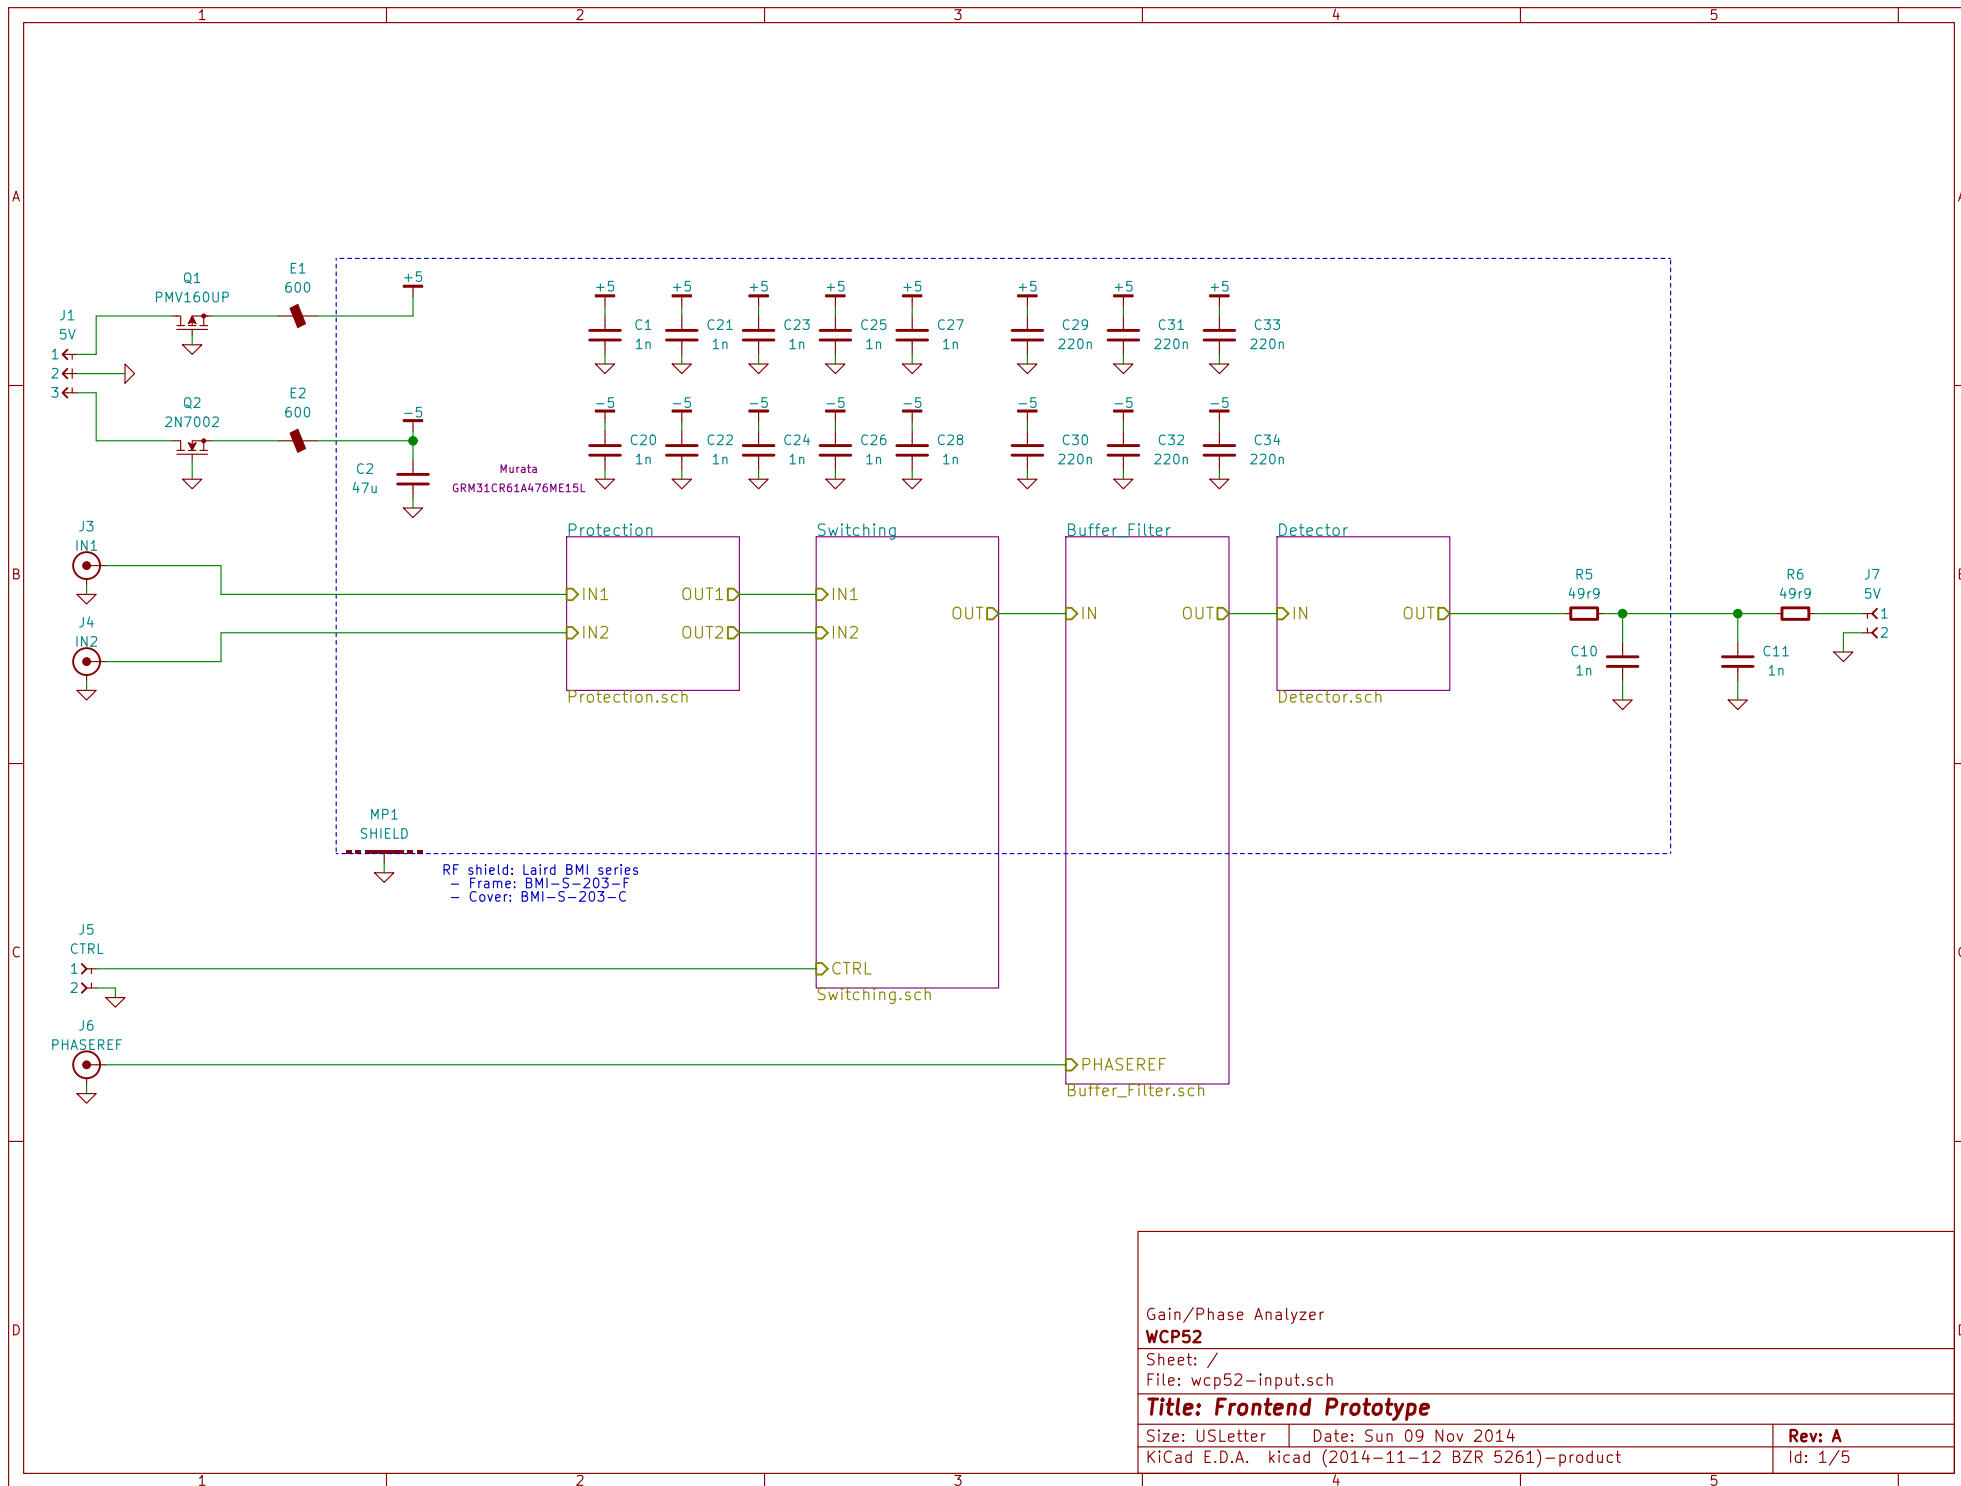 1 2 3 4 5
A
B
C
D
Q1
PMV160UP
E1
600
+5
J1
5V
1
2
3
Q2
2N7002
E2
600
-5
C2
47u
Murata
GRM31CR61A476ME15L
+5 +5 +5 +5 +5 +5 +5 +5
C1 C21 C23 C25 C27 C29 C31 C33
1n 1n 1n 1n 1n 220n 220n 220n
-5 -5 -5 -5 -5 -5 -5 -5
C20 C22 C24 C26 C28 C30 C32 C34
1n 1n 1n 1n 1n 220n 220n 220n
J3
IN1
J4
IN2
Protection
IN1 OUT1
IN2 OUT2
Protection.sch
Switching
IN1
IN2
OUT
CTRL
Switching.sch
Buffer_Filter
IN OUT
PHASEREF
Buffer_Filter.sch
Detector
IN OUT
Detector.sch
R5
49r9
C10
1n
C11
1n
R6
49r9
J7
5V
1
2
MP1
SHIELD
RF shield: Laird BMI series
- Frame: BMI-S-203-F
- Cover: BMI-S-203-C
J5
CTRL
1
2
J6
PHASEREF
Gain/Phase Analyzer
WCP52
Sheet: /
File: wcp52-input.sch
Title: Frontend Prototype
Size: USLetter Date: Sun 09 Nov 2014 Rev: A
KiCad E.D.A. kicad (2014-11-12 BZR 5261)-product Id: 1/5
1 2 3 4 5